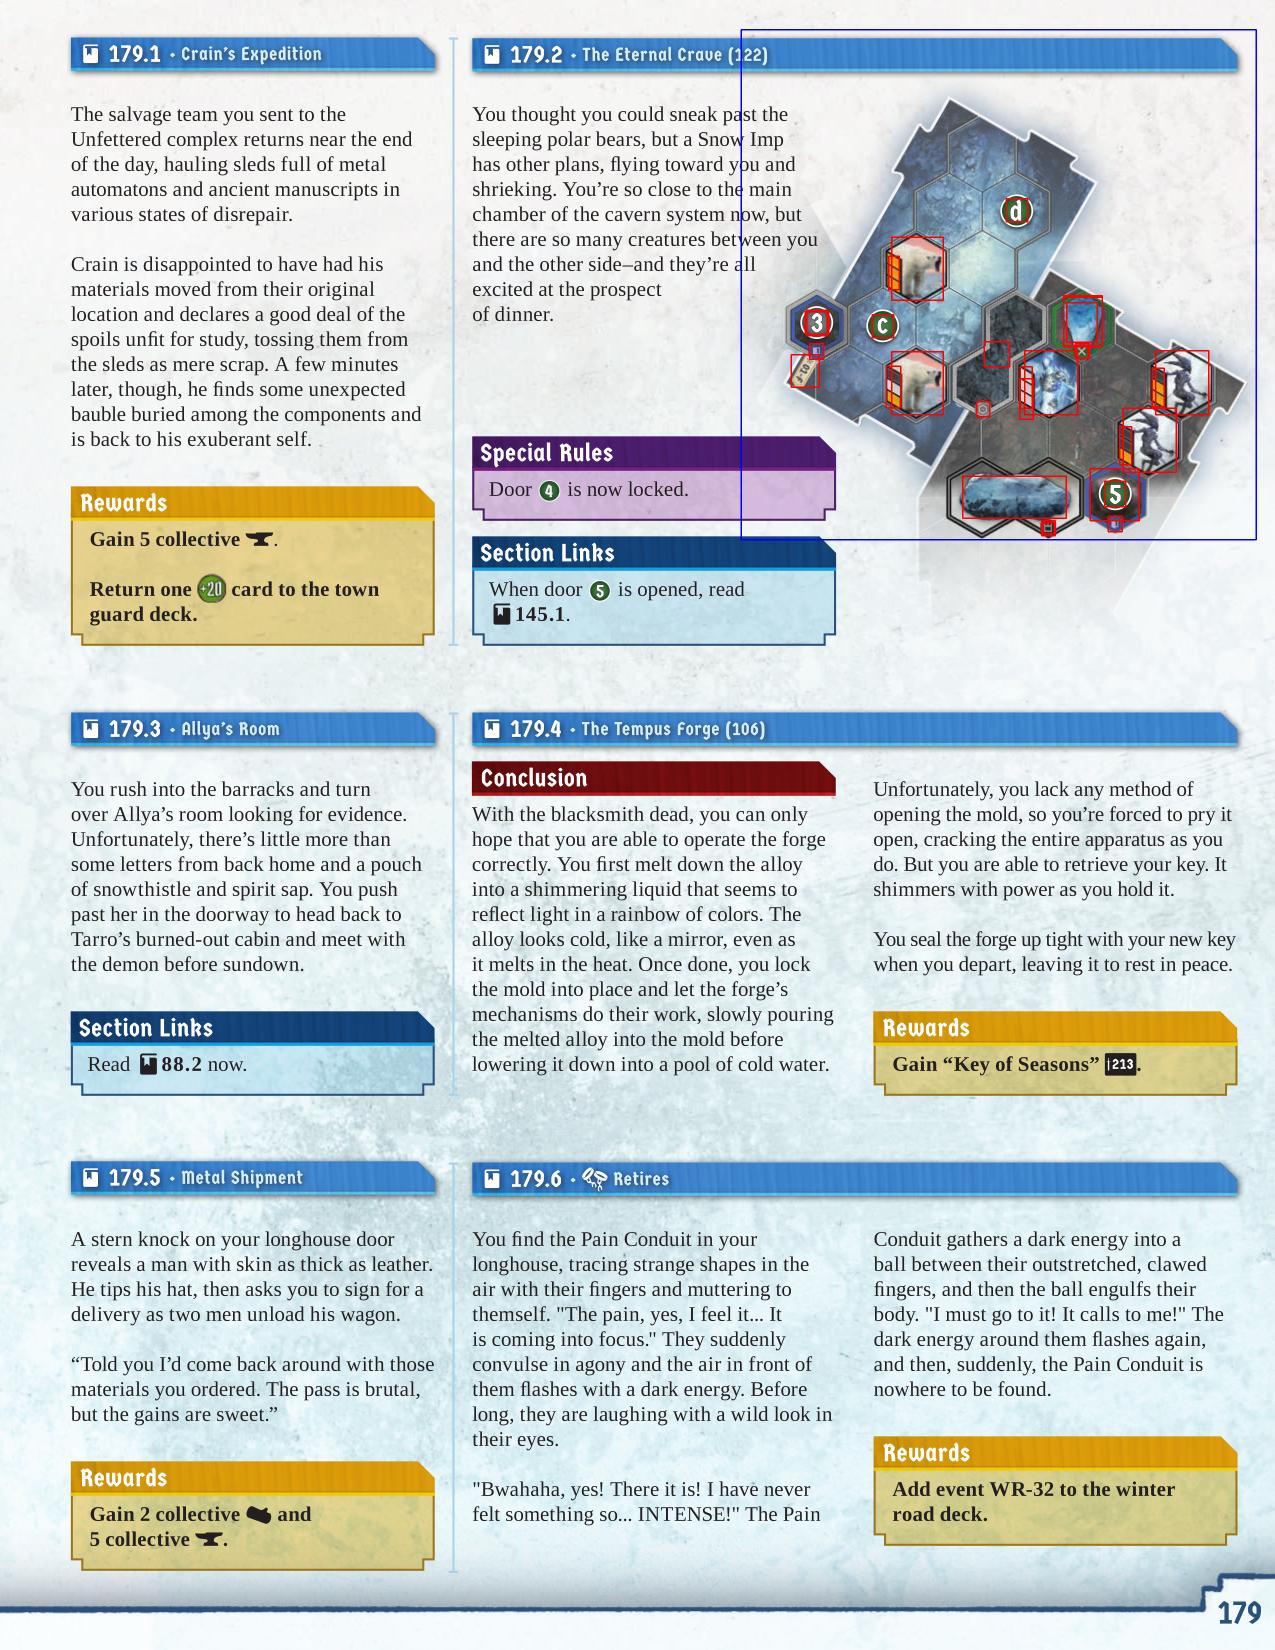 179.1 • Crain's Expedition
The salvage team you sent to the
Unfettered complex returns near the end
of the day, hauling sleds full of metal
automatons and ancient manuscripts in
various states of disrepair.
Crain is disappointed to have had his
materials moved from their original
location and declares a good deal of the
spoils unfit for study, tossing them from
the sleds as mere scrap. A few minutes
later, though, he finds some unexpected
bauble buried among the components and
is back to his exuberant self.
Rewards
Gain 5 collective .
Return one +20 card to the town
guard deck.
179.2 • The Eternal Crave (122)
You thought you could sneak past the
sleeping polar bears, but a Snow Imp
has other plans, flying toward you and
shrieking. You're so close to the main
chamber of the cavern system now, but
there are so many creatures between you
and the other side–and they're all
excited at the prospect
of dinner.
Special Rules
Door 4 is now locked.
Section Links
When door 5 is opened, read
145.1.
d
3
c
5
179.3 • Allya's Room
You rush into the barracks and turn
over Allya's room looking for evidence.
Unfortunately, there's little more than
some letters from back home and a pouch
of snowthistle and spirit sap. You push
past her in the doorway to head back to
Tarro's burned-out cabin and meet with
the demon before sundown.
Section Links
Read 88.2 now.
179.4 • The Tempus Forge (106)
Conclusion
With the blacksmith dead, you can only
hope that you are able to operate the forge
correctly. You first melt down the alloy
into a shimmering liquid that seems to
reflect light in a rainbow of colors. The
alloy looks cold, like a mirror, even as
it melts in the heat. Once done, you lock
the mold into place and let the forge's
mechanisms do their work, slowly pouring
the melted alloy into the mold before
lowering it down into a pool of cold water.
Unfortunately, you lack any method of
opening the mold, so you're forced to pry it
open, cracking the entire apparatus as you
do. But you are able to retrieve your key. It
shimmers with power as you hold it.
You seal the forge up tight with your new key
when you depart, leaving it to rest in peace.
Rewards
Gain “Key of Seasons” 213.
179.5 • Metal Shipment
A stern knock on your longhouse door
reveals a man with skin as thick as leather.
He tips his hat, then asks you to sign for a
delivery as two men unload his wagon.
“Told you I'd come back around with those
materials you ordered. The pass is brutal,
but the gains are sweet.”
Rewards
Gain 2 collective and
5 collective .
179.6 • Retires
You find the Pain Conduit in your
longhouse, tracing strange shapes in the
air with their fingers and muttering to
themself. "The pain, yes, I feel it... It
is coming into focus." They suddenly
convulse in agony and the air in front of
them flashes with a dark energy. Before
long, they are laughing with a wild look in
their eyes.
"Bwahaha, yes! There it is! I have never
felt something so... INTENSE!" The Pain
Conduit gathers a dark energy into a
ball between their outstretched, clawed
fingers, and then the ball engulfs their
body. "I must go to it! It calls to me!" The
dark energy around them flashes again,
and then, suddenly, the Pain Conduit is
nowhere to be found.
Rewards
Add event WR-32 to the winter
road deck.
179